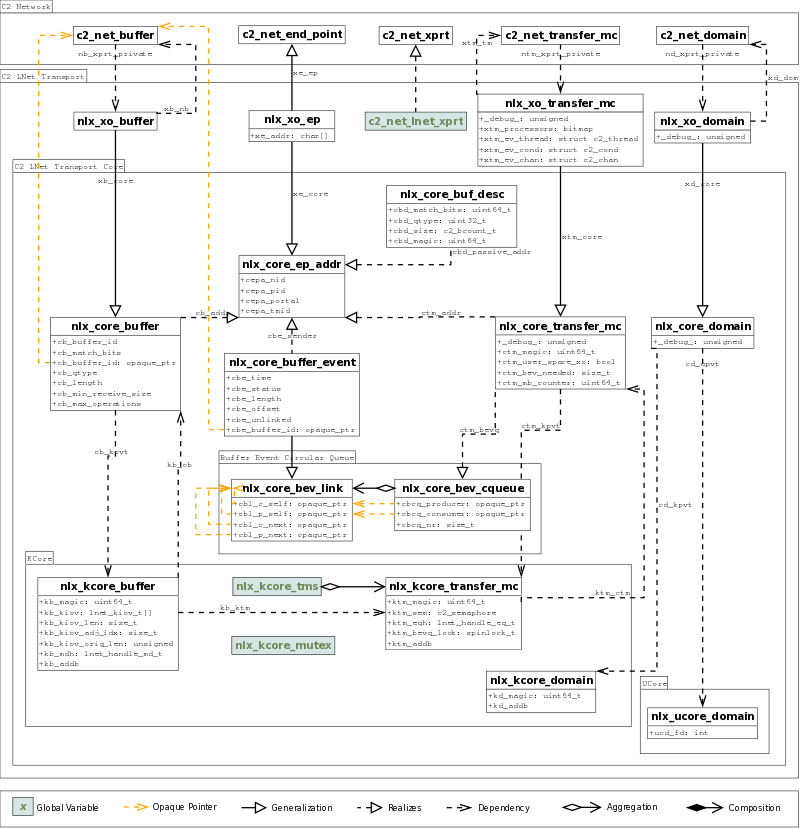 C2 Network
c2_net_buffer
c2_net_end_point
c2_net_xprt
c2_net_transfer_mc
c2_net_domain
xtm_tm
nb_xprt_private
ntm_xprt_private
nd_xprt_private
C2 LNet Transport
xe_ep
xd_dom
xb_nb
nlx_xo_buffer
nlx_xo_ep
+xe_addr: char[]
c2_net_lnet_xprt
nlx_xo_transfer_mc
+_debug_: unsigned
+xtm_processors: bitmap
+xtm_ev_thread: struct c2_thread
+xtm_ev_cond: struct c2_cond
+xtm_ev_chan: struct c2_chan
nlx_xo_domain
+_debug_: unsigned
C2 LNet Transport Core
xb_core
xe_core
xd_core
nlx_core_buf_desc
+cbd_match_bits: uint64_t
+cbd_qtype: uint32_t
+cbd_size: c2_bcount_t
+cbd_magic: uint64_t
xtm_core
cbd_passive_addr
nlx_core_ep_addr
+cepa_nid
+cepa_pid
+cepa_portal
+cepa_tmid
cb_addr
ctm_addr
nlx_core_buffer
+cb_buffer_id
+cb_match_bits
+cb_buffer_id: opaque_ptr
+cb_qtype
+cb_length
+cb_min_receive_size
+cb_max_operations
cbe_sender
nlx_core_transfer_mc
+_debug_: unsigned
+ctm_magic: uint64_t
+ctm_user_space_xo: bool
+ctm_bev_needed: size_t
+ctm_mb_counter: uint64_t
nlx_core_domain
+_debug_: unsigned
cd_upvt
nlx_core_buffer_event
+cbe_time
+cbe_status
+cbe_length
+cbe_offset
+cbe_unlinked
+cbe_buffer_id: opaque_ptr
ctm_bevq
ctm_kpvt
cb_kpvt
kb_cb
Buffer Event Circular Queue
nlx_core_bev_link
+cbl_c_self: opaque_ptr
+cbl_p_self: opaque_ptr
+cbl_c_next: opaque_ptr
+cbl_p_next: opaque_ptr
nlx_core_bev_cqueue
+cbcq_producer: opaque_ptr
+cbcq_consumer: opaque_ptr
+cbcq_nr: size_t
cd_kpvt
KCore
nlx_kcore_buffer
+kb_magic: uint64_t
+kb_kiov: lnet_kiov_t[]
+kb_kiov_len: size_t
+kb_kiov_adj_idx: size_t
+kb_kiov_orig_len: unsigned
+kb_mdh: lnet_handle_md_t
+kb_addb
nlx_kcore_tms
kb_ktm
nlx_kcore_mutex
nlx_kcore_transfer_mc
+ktm_magic: uint64_t
+ktm_sem: c2_semaphore
+ktm_eqh: lnet_handle_eq_t
+ktm_bevq_lock: spinlock_t
+ktm_addb
ktm_ctm
nlx_kcore_domain
+kd_magic: uint64_t
+kd_addb
UCore
nlx_ucore_domain
+ucd_fd: int
x Global Variable
Opaque Pointer
Generalization
Realizes
Dependency
Aggregation
Composition